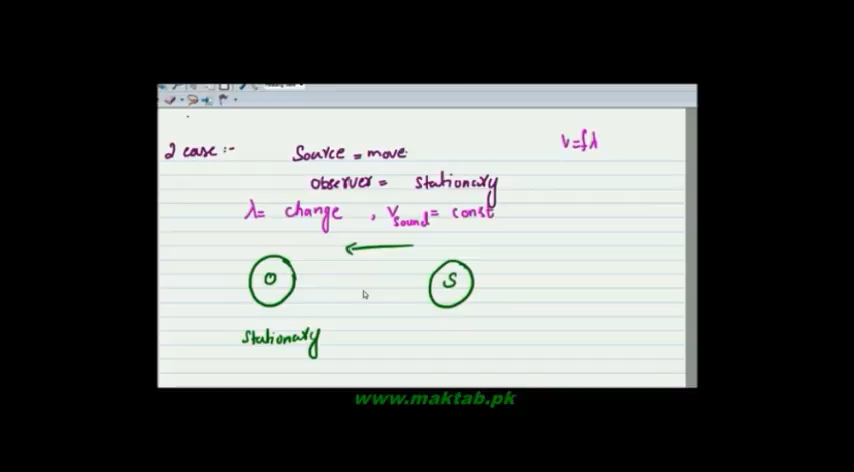 2 case :- Source = move v=fλ
observer = stationary
λ= change , Vsound = const
O S
stationary
www.maktab.pk